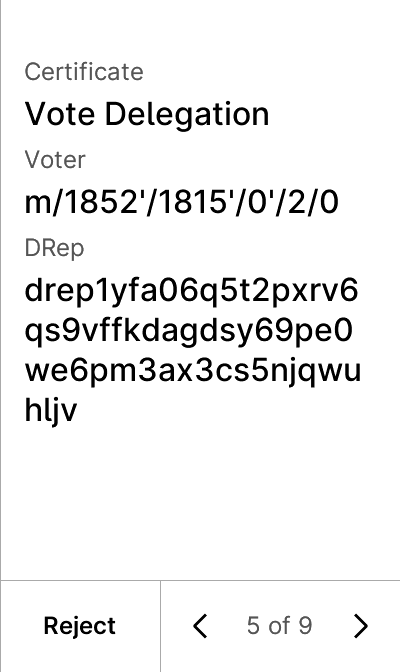 Certificate
Vote Delegation
Voter
m/1852'/1815'/0'/2/0
DRep
drep1yfa06q5t2pxrv6
qs9vffkdagdsy69pe0
we6pm3ax3cs5njqwu
hljv
Reject
5 of 9